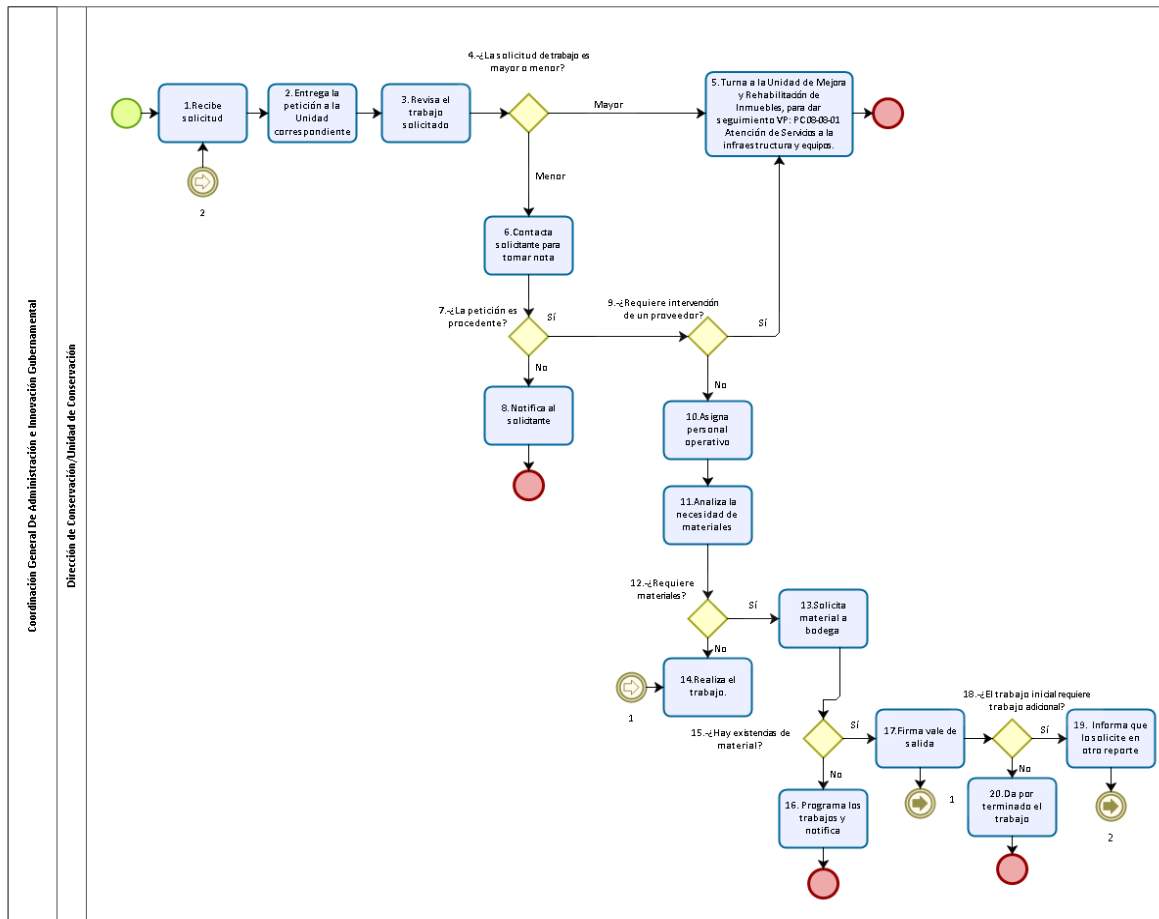 Coordinación General De Administración e Innovación Gubernamental
Dirección de Conservación/Unidad de Conservación
1.Recibe
solicitud
2
2. Entrega la
petición a la
Unidad
correspondiente
3. Revisa el
trabajo
solicitado
4.-¿La solicitud de trabajo es
mayor o menor?
Mayor
Menor
5. Turna a la Unidad de Mejora
y Rehabilitación de
Inmuebles, para dar
seguimiento VP: PC 08-08-01
Atención de Servicios a la
infraestructura y equipos.
6.Contacta
solicitante para
tomar nota
7.-¿La petición es
procedente?
Sí
No
8. Notifica al
solicitante
9.-¿Requiere intervención
de un proveedor?
Sí
No
10.Asigna
personal
operativo
11.Analiza la
necesidad de
materiales
12.-¿Requiere
materiales?
Sí
No
13.Solicita
material a
bodega
14.Realiza el
trabajo.
1
15.-¿Hay existencias de
material?
Sí
No
16. Programa los
trabajos y
notifica
17.Firma vale de
salida
1
18.-¿El trabajo inicial requiere
trabajo adicional?
Sí
No
19. Informa que
lo solicite en
otro reporte
2
20.Da por
terminado el
trabajo